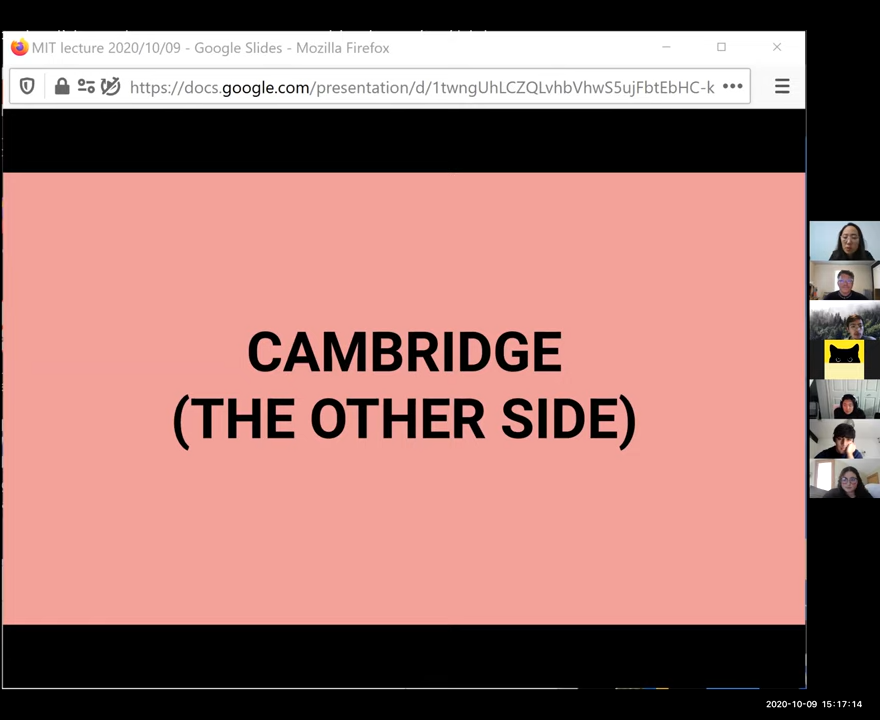 MIT lecture 2020/10/09 - Google Slides - Mozilla Firefox
https://docs.google.com/presentation/d/1twngUhLCZQLvhbVhwS5ujFbtEbHC-k
CAMBRIDGE
(THE OTHER SIDE)
2020-10-09 15:17:14